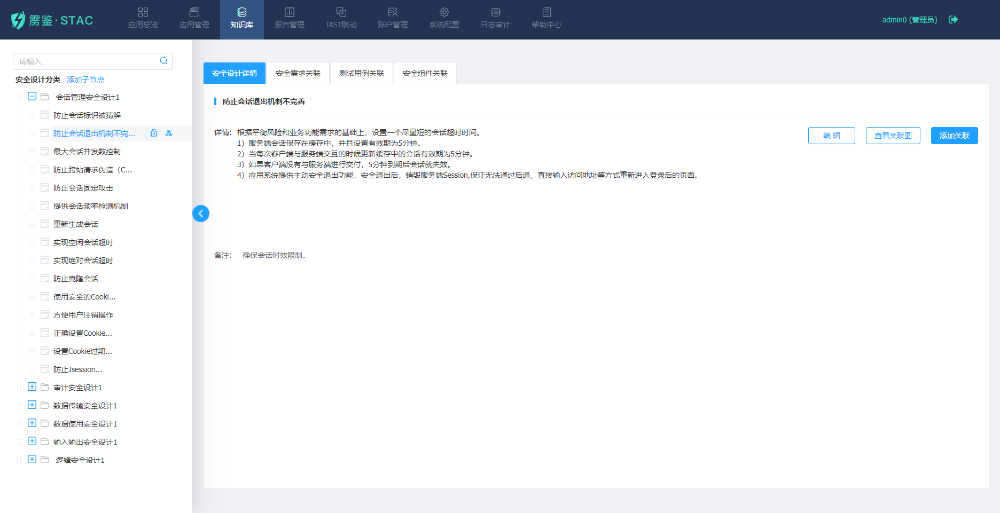 雳鉴·STAC
应用总览
应用管理
知识库
报告管理
IAST联动
账户管理
系统配置
日志审计
帮助中心
admin0 (管理员)
请输入
安全设计分类 添加子节点
会话管理安全设计1
防止会话标识被猜解
防止会话退出机制不完...
最大会话并发数控制
防止跨站请求伪造（C...
防止会话固定攻击
提供会话频率检测机制
重新生成会话
实现空闲会话超时
实现绝对会话超时
防止克隆会话
使用安全的Cooki...
方便用户注销操作
正确设置Cookie...
设置Cookie过期...
防止Jsession...
审计安全设计1
数据传输安全设计1
数据使用安全设计1
输入输出安全设计1
逻辑安全设计1
安全设计详情
安全需求关联
测试用例关联
安全组件关联
防止会话退出机制不完善
详情： 根据平衡风险和业务功能需求的基础上，设置一个尽量短的会话超时时间。
1）服务端会话保存在缓存中，并且设置有效期为5分钟。
2）当每次客户端与服务端交互的时候更新缓存中的会话有效期为5分钟。
3）如果客户端没有与服务端进行交付，5分钟到期后会话就失效。
4）应用系统提供主动安全退出功能，安全退出后，销毁服务端Session,保证无法通过后退、直接输入访问地址等方式重新进入登录后的页面。
编 辑
查看关联图
添加关联
备注： 确保会话时效限制。